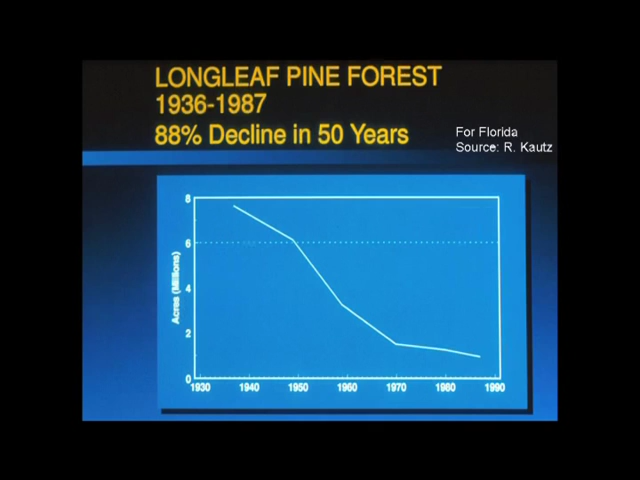 LONGLEAF PINE FOREST
1936-1987
88% Decline in 50 Years
For Florida
Source: R. Kautz
8
6
4
2
0
Acres (Millions)
1930 1940 1950 1960 1970 1980 1990